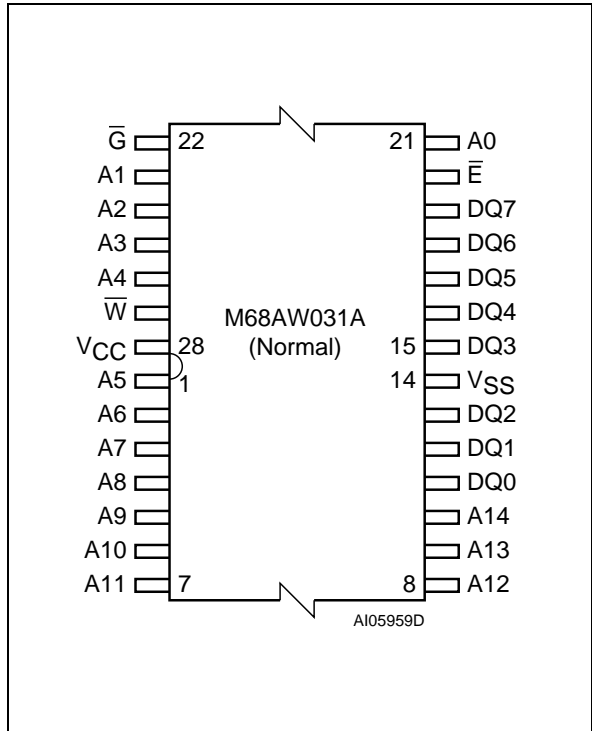 G̅ 22 21 A0
A1 E̅
A2 DQ7
A3 DQ6
A4 DQ5
W̅ DQ4
M68AW031A
VCC 28 (Normal) 15 DQ3
A5 1 14 VSS
A6 DQ2
A7 DQ1
A8 DQ0
A9 A14
A10 A13
A11 7 8 A12
AI05959D